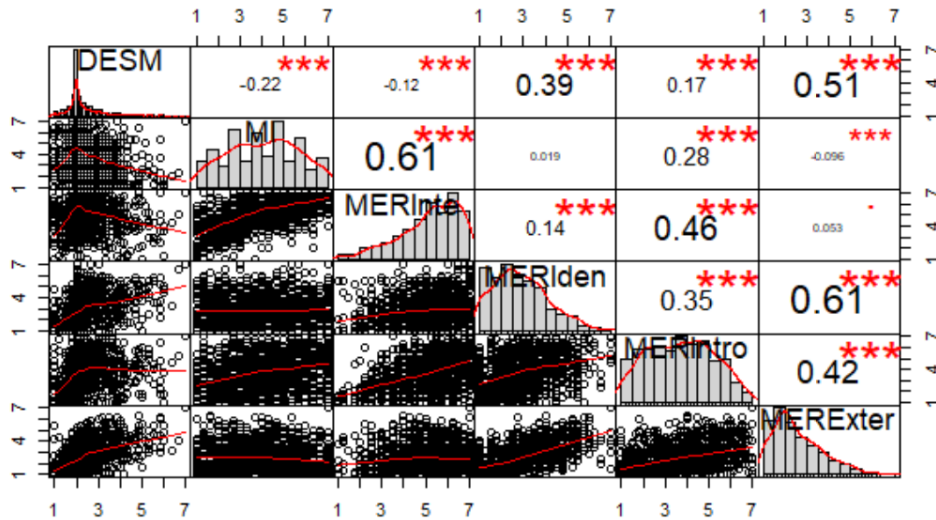 1 3 5 7 1 3 5 7 1 3 5 7
DESM *** -0.22 *** -0.12 *** 0.39 *** 0.17 *** 0.51 1 4 7
1 4 7 MI *** 0.61 0.019 *** 0.28 *** -0.096
MERInte *** 0.14 *** 0.46 . 0.053 1 4 7
1 4 7 MERIden *** 0.35 *** 0.61
MERIntro *** 0.42 1 4 7
1 4 7 MERExter
1 3 5 7 1 3 5 7 1 3 5 7